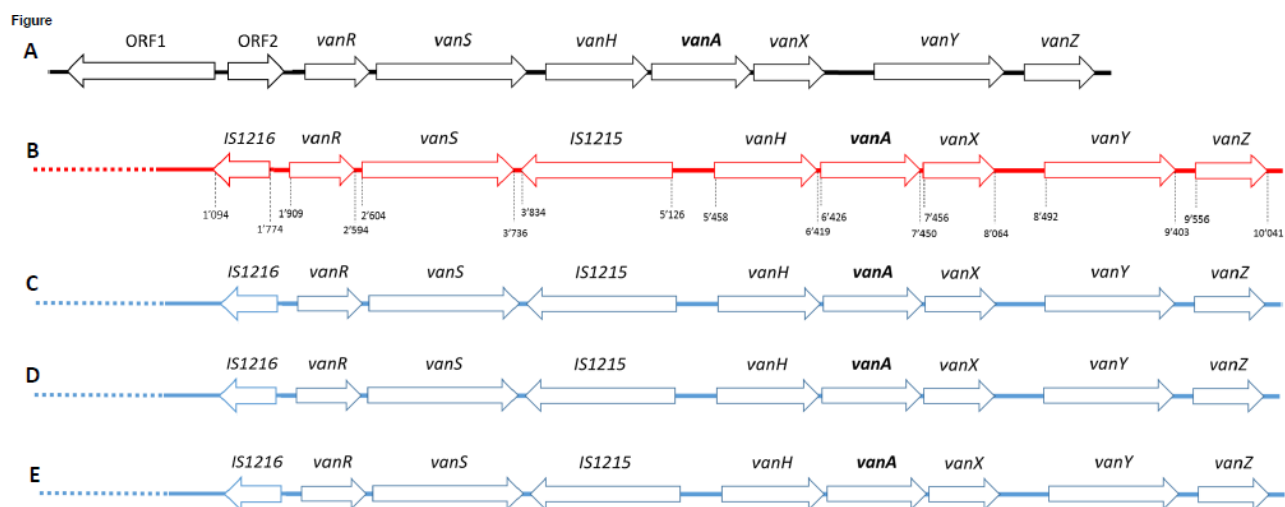 Figure
A ORF1 ORF2 vanR vanS vanH vanA vanX vanY vanZ
B IS1216 vanR vanS IS1215 vanH vanA vanX vanY vanZ
1’094 1’909 2’604 3’834 5’126 5’458 6’426 7’456 8’492 9’556
1’774 2’594 3’736 6’419 7’450 8’064 9’403 10’041
C IS1216 vanR vanS IS1215 vanH vanA vanX vanY vanZ
D IS1216 vanR vanS IS1215 vanH vanA vanX vanY vanZ
E IS1216 vanR vanS IS1215 vanH vanA vanX vanY vanZ